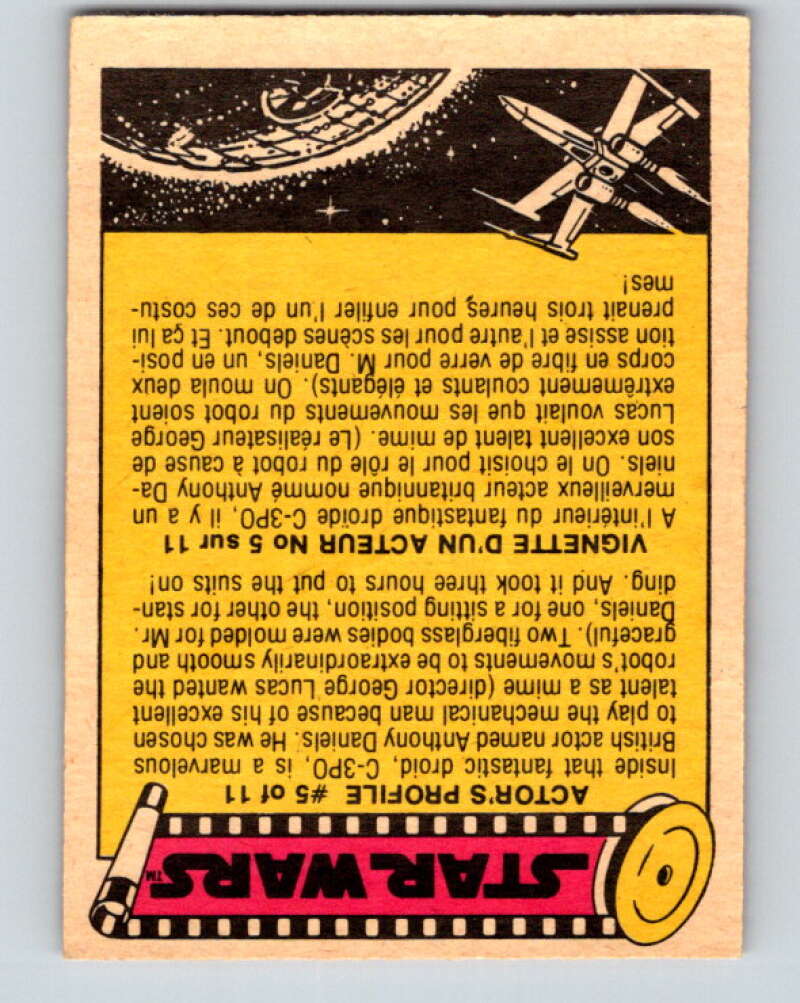 STAR WARS™
ACTOR'S PROFILE #5 of 11
Inside that fantastic droid, C-3PO, is a marvelous
British actor named Anthony Daniels. He was chosen
to play the mechanical man because of his excellent
talent as a mime (director George Lucas wanted the
robot's movements to be extraordinarily smooth and
graceful). Two fiberglass bodies were molded for Mr.
Daniels, one for a sitting position, the other for stan-
ding. And it took three hours to put the suits on!
VIGNETTE D'UN ACTEUR No 5 sur 11
A l'intérieur du fantastique droïde C-3PO, il y a un
merveilleux acteur britannique nommé Anthony Da-
niels. On le choisit pour le rôle du robot à cause de
son excellent talent de mime. (Le réalisateur George
Lucas voulait que les mouvements du robot soient
extrêmement coulants et élégants). On moula deux
corps en fibre de verre pour M. Daniels, un en posi-
tion assise et l'autre pour les scènes debout. Et ça lui
prenait trois heures pour enfiler l'un de ces costu-
mes!